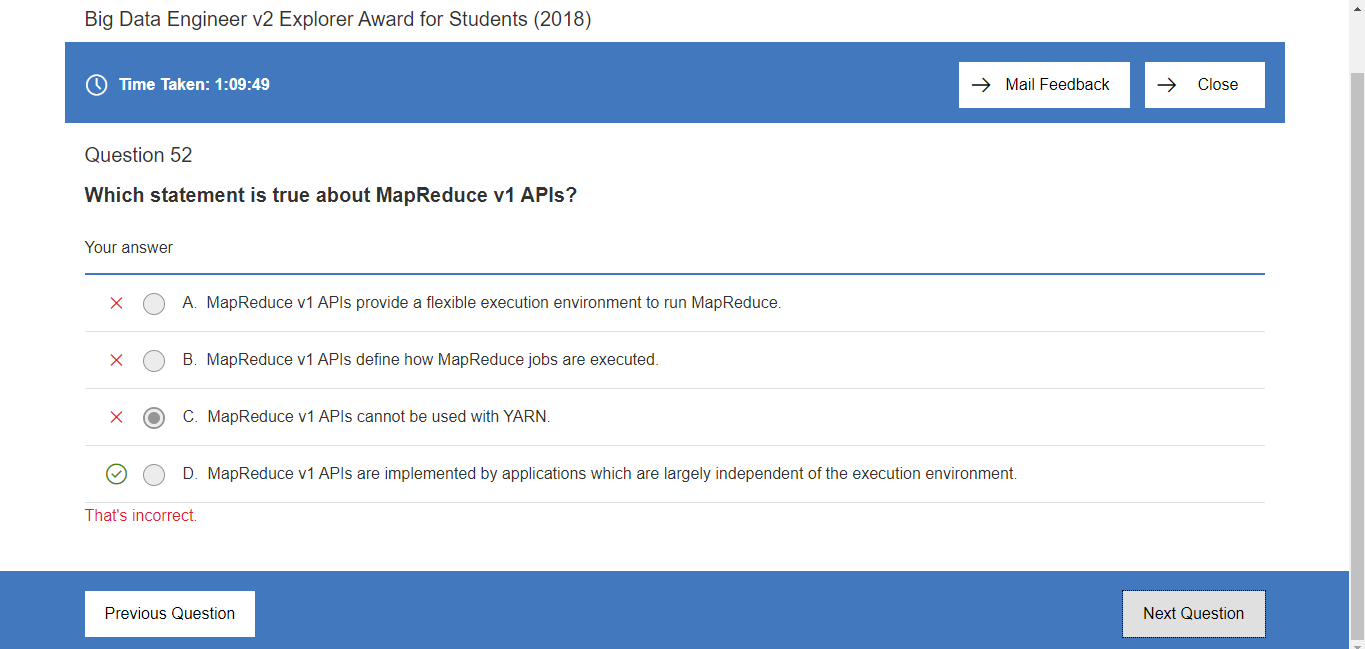 Big Data Engineer v2 Explorer Award for Students (2018)
Time Taken: 1:09:49
Mail Feedback
Close
Question 52
Which statement is true about MapReduce v1 APIs?
Your answer
A. MapReduce v1 APIs provide a flexible execution environment to run MapReduce.
B. MapReduce v1 APIs define how MapReduce jobs are executed.
C. MapReduce v1 APIs cannot be used with YARN.
D. MapReduce v1 APIs are implemented by applications which are largely independent of the execution environment.
That's incorrect.
Previous Question
Next Question